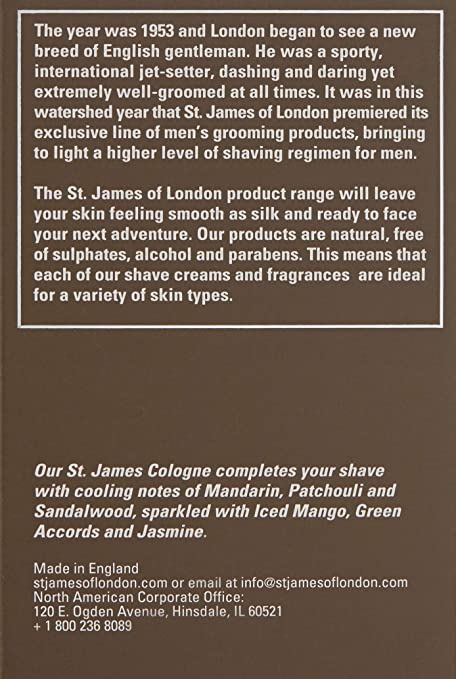 The year was 1953 and London began to see a new
breed of English gentleman. He was a sporty,
international jet-setter, dashing and daring yet
extremely well-groomed at all times. It was in this
watershed year that St. James of London premiered its
exclusive line of men's grooming products, bringing
to light a higher level of shaving regimen for men.
The St. James of London product range will leave
your skin feeling smooth as silk and ready to face
your next adventure. Our products are natural, free
of sulphates, alcohol and parabens. This means that
each of our shave creams and fragrances are ideal
for a variety of skin types.
Our St. James Cologne completes your shave
with cooling notes of Mandarin, Patchouli and
Sandalwood, sparkled with Iced Mango, Green
Accords and Jasmine.
Made in England
stjamesoflondon.com or email at info@stjamesoflondon.com
North American Corporate Office:
120 E. Ogden Avenue, Hinsdale, IL 60521
+ 1 800 236 8089